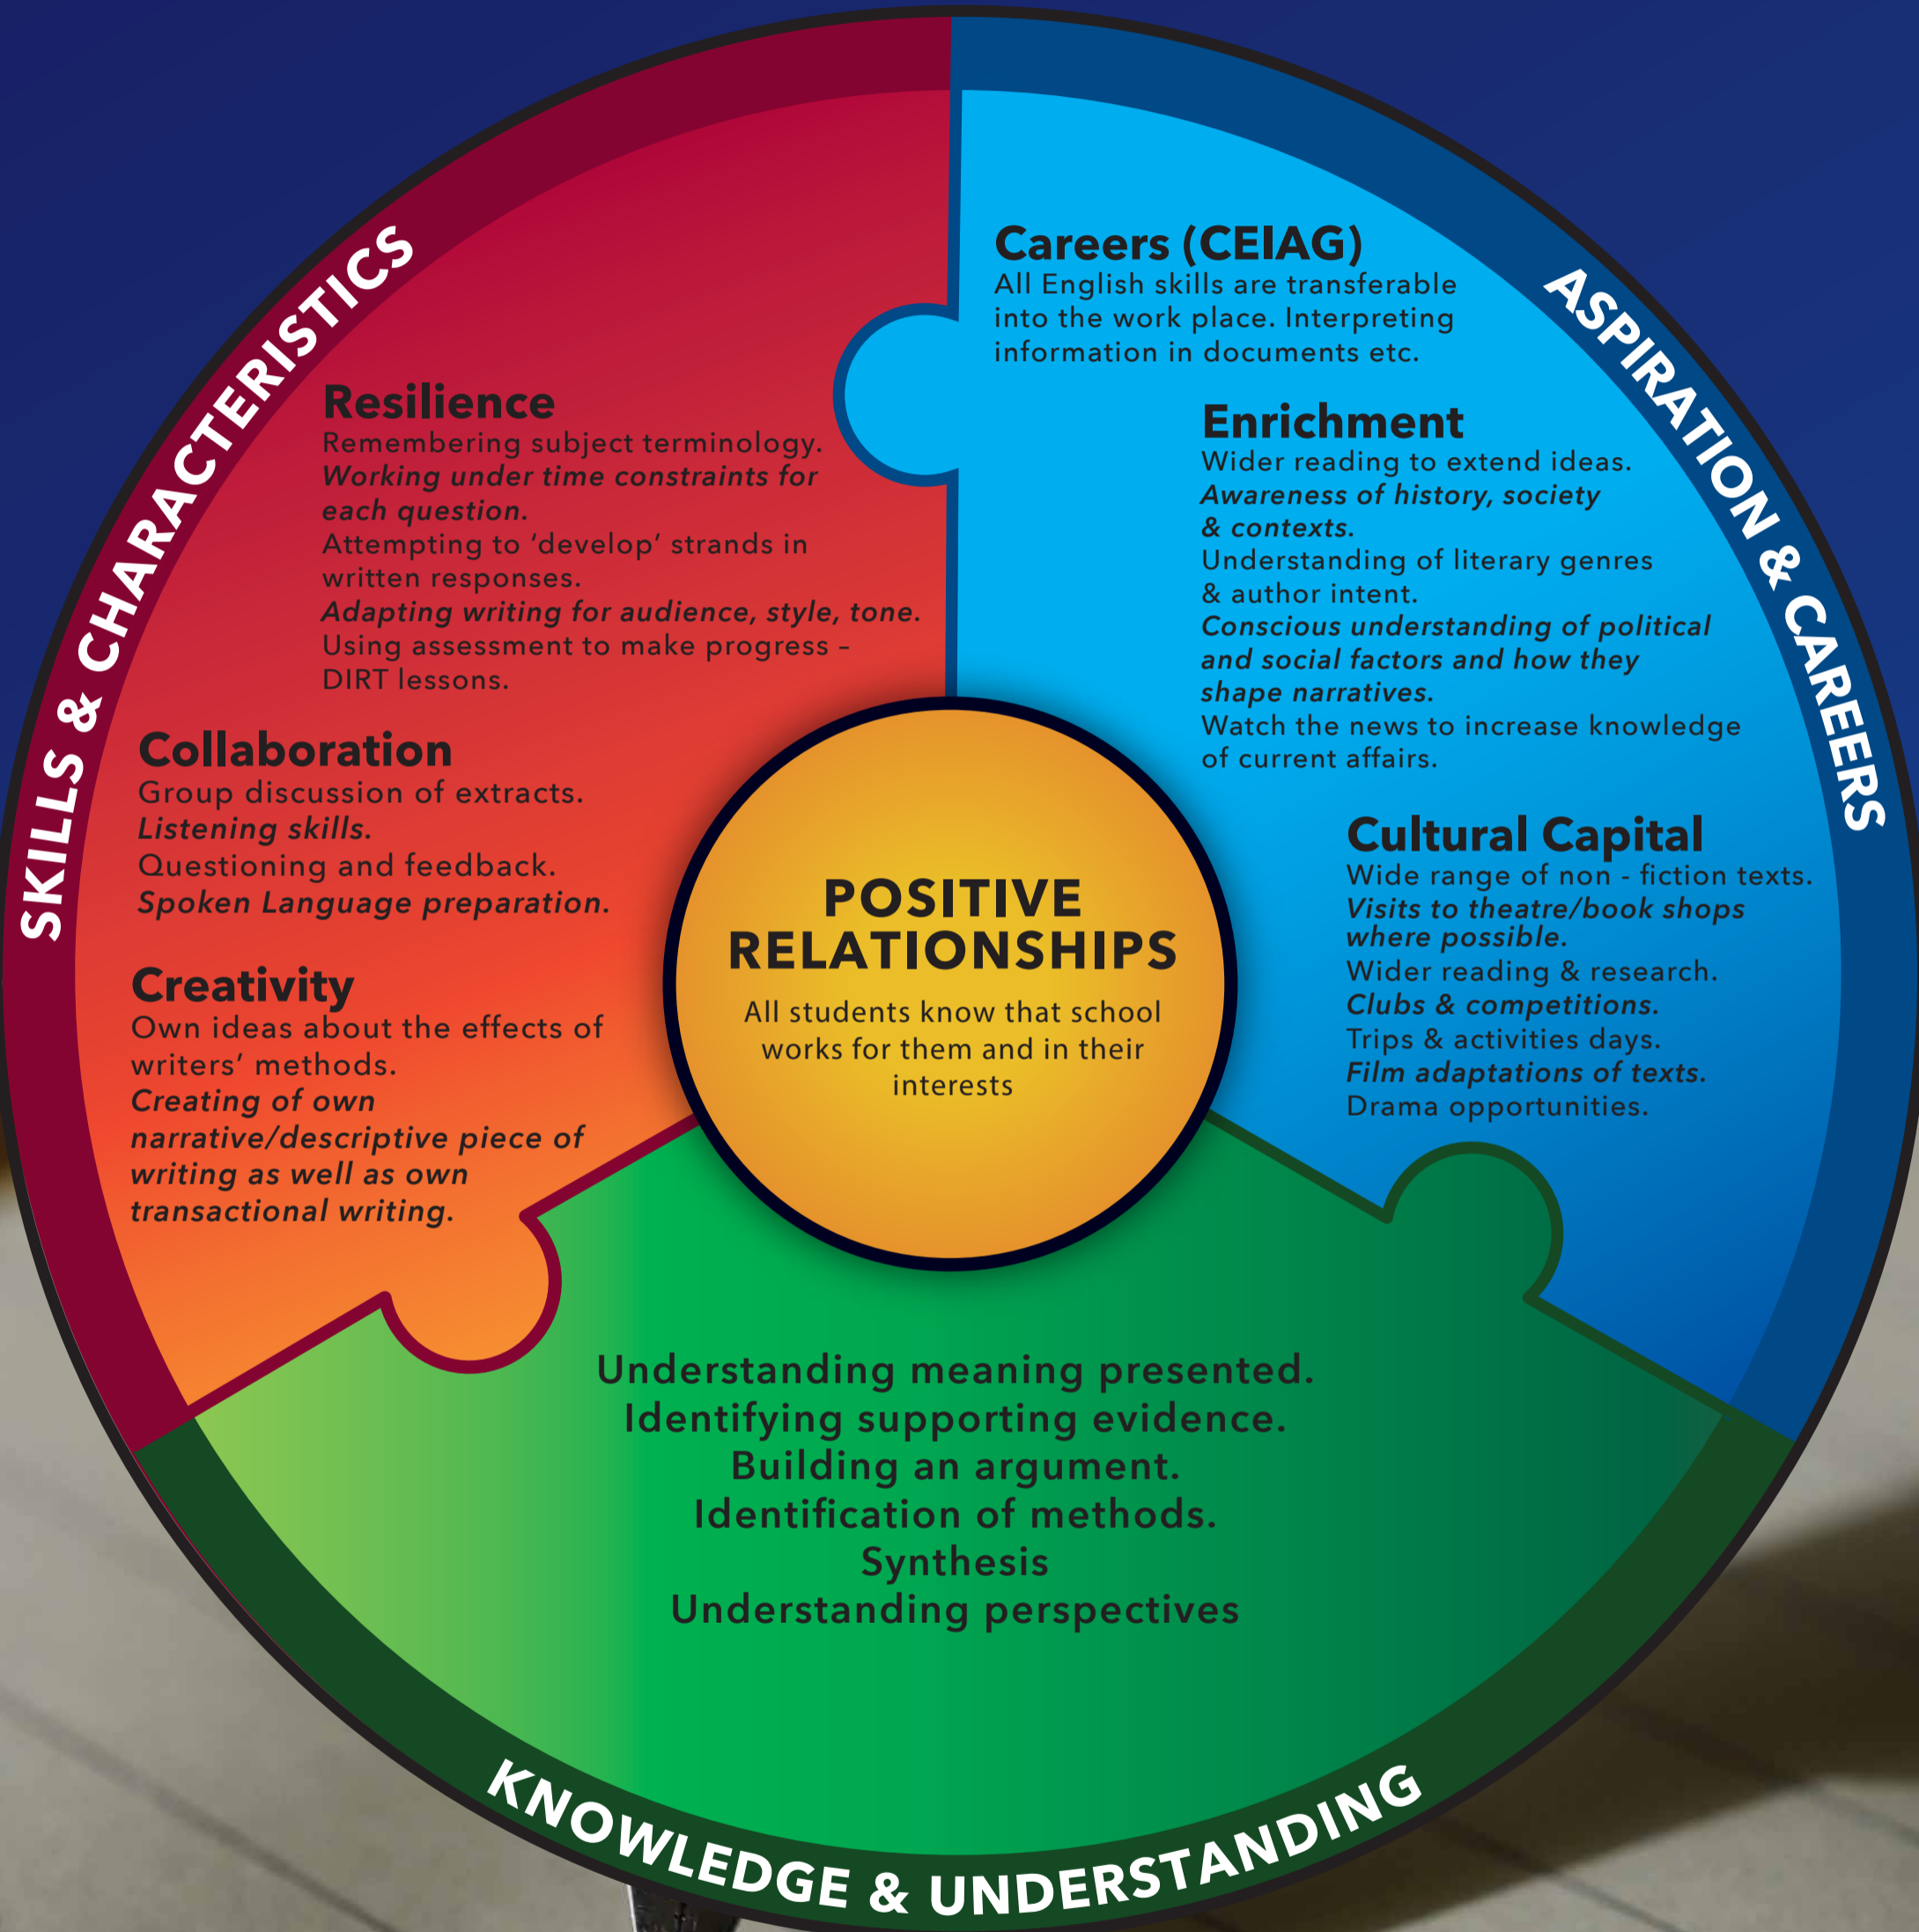 SKILLS & CHARACTERISTICS
Resilience
Remembering subject terminology.
Working under time constraints for
each question.
Attempting to ‘develop’ strands in
written responses.
Adapting writing for audience, style, tone.
Using assessment to make progress –
DIRT lessons.
Collaboration
Group discussion of extracts.
Listening skills.
Questioning and feedback.
Spoken Language preparation.
Creativity
Own ideas about the effects of
writers’ methods.
Creating of own
narrative/descriptive piece of
writing as well as own
transactional writing.
ASPIRATION & CAREERS
Careers (CEIAG)
All English skills are transferable
into the work place. Interpreting
information in documents etc.
Enrichment
Wider reading to extend ideas.
Awareness of history, society
& contexts.
Understanding of literary genres
& author intent.
Conscious understanding of political
and social factors and how they
shape narratives.
Watch the news to increase knowledge
of current affairs.
Cultural Capital
Wide range of non - fiction texts.
Visits to theatre/book shops
where possible.
Wider reading & research.
Clubs & competitions.
Trips & activities days.
Film adaptations of texts.
Drama opportunities.
POSITIVE
RELATIONSHIPS
All students know that school
works for them and in their
interests
Understanding meaning presented.
Identifying supporting evidence.
Building an argument.
Identification of methods.
Synthesis
Understanding perspectives
KNOWLEDGE & UNDERSTANDING